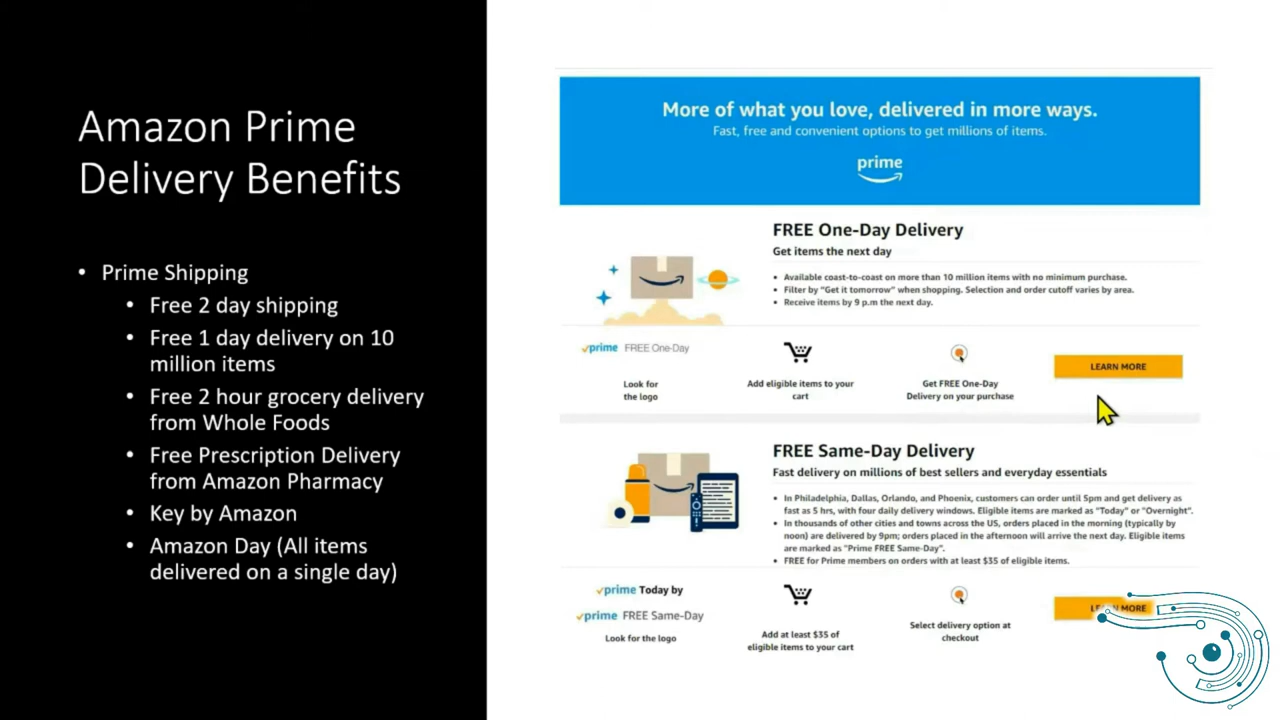 Amazon Prime
Delivery Benefits
• Prime Shipping
• Free 2 day shipping
• Free 1 day delivery on 10
million items
• Free 2 hour grocery delivery
from Whole Foods
• Free Prescription Delivery
from Amazon Pharmacy
• Key by Amazon
• Amazon Day (All items
delivered on a single day)
More of what you love, delivered in more ways.
Fast, free and convenient options to get millions of items.
prime
FREE One-Day Delivery
Get items the next day
• Available coast-to-coast on more than 10 million items with no minimum purchase.
• Filter by "Get it tomorrow" when shopping. Selection and order cutoff varies by area.
• Receive items by 9 p.m the next day.
prime FREE One-Day
Look for
the logo
Add eligible items to your
cart
Get FREE One-Day
Delivery on your purchase
LEARN MORE
FREE Same-Day Delivery
Fast delivery on millions of best sellers and everyday essentials
• In Philadelphia, Dallas, Orlando, and Phoenix, customers can order until 5pm and get delivery as
fast as 5 hrs, with four daily delivery windows. Eligible items are marked as "Today" or "Overnight".
• In thousands of other cities and towns across the US, orders placed in the morning (typically by
noon) are delivered by 9pm; orders placed in the afternoon will arrive the next day. Eligible items
are marked as "Prime FREE Same-Day".
• FREE for Prime members on orders with at least $35 of eligible items.
prime Today by
prime FREE Same-Day
Look for the logo
Add at least $35 of
eligible items to your cart
Select delivery option at
checkout
LEARN MORE